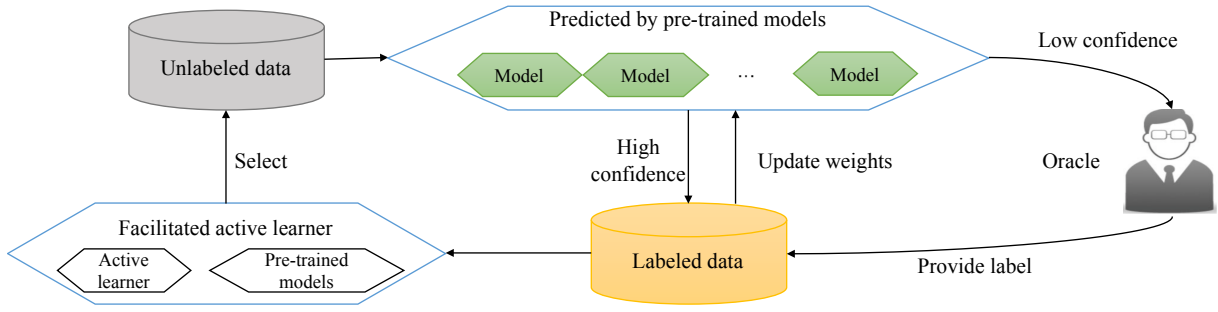 Predicted by pre-trained models
Unlabeled data
Model
Model
...
Model
Low confidence
Select
High
confidence
Update weights
Oracle
Facilitated active learner
Active
learner
Pre-trained
models
Labeled data
Provide label